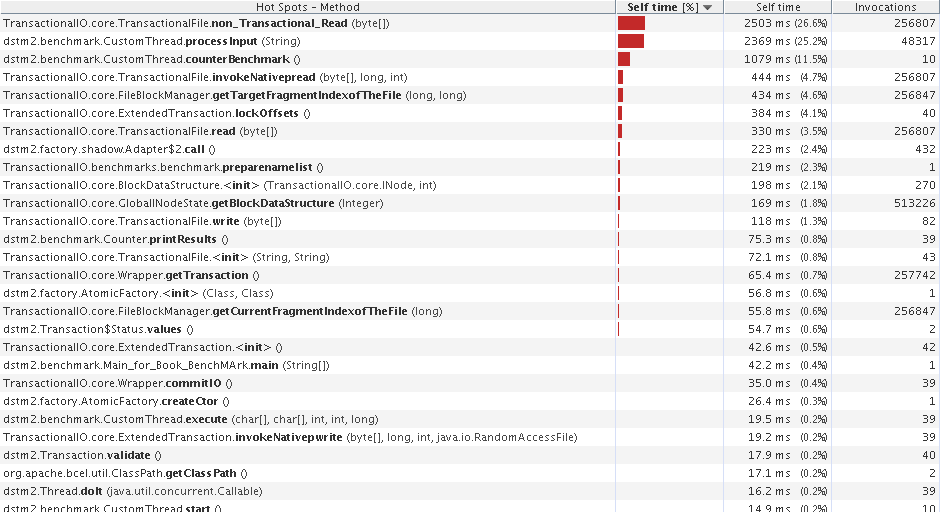 Hot Spots - Method Self time [%] Self time Invocations
TransactionalIO.core.TransactionalFile.non_Transactional_Read (byte[]) 2503 ms (26.6%) 256807
dstm2.benchmark.CustomThread.processInput (String) 2369 ms (25.2%) 48317
dstm2.benchmark.CustomThread.counterBenchmark () 1079 ms (11.5%) 10
TransactionalIO.core.TransactionalFile.invokeNativepread (byte[], long, int) 444 ms (4.7%) 256807
TransactionalIO.core.FileBlockManager.getTargetFragmentIndexofTheFile (long, long) 434 ms (4.6%) 256847
TransactionalIO.core.ExtendedTransaction.lockOffsets () 384 ms (4.1%) 40
TransactionalIO.core.TransactionalFile.read (byte[]) 330 ms (3.5%) 256807
dstm2.factory.shadow.Adapter$2.call () 223 ms (2.4%) 432
TransactionalIO.benchmarks.benchmark.preparenamelist () 219 ms (2.3%) 1
TransactionalIO.core.BlockDataStructure.<init> (TransactionalIO.core.INode, int) 198 ms (2.1%) 270
TransactionalIO.core.GlobalINodeState.getBlockDataStructure (Integer) 169 ms (1.8%) 513226
TransactionalIO.core.TransactionalFile.write (byte[]) 118 ms (1.3%) 82
dstm2.benchmark.Counter.printResults () 75.3 ms (0.8%) 39
TransactionalIO.core.TransactionalFile.<init> (String, String) 72.1 ms (0.8%) 43
TransactionalIO.core.Wrapper.getTransaction () 65.4 ms (0.7%) 257742
dstm2.factory.AtomicFactory.<init> (Class, Class) 56.8 ms (0.6%) 1
TransactionalIO.core.FileBlockManager.getCurrentFragmentIndexofTheFile (long) 55.8 ms (0.6%) 256847
dstm2.Transaction$Status.values () 54.7 ms (0.6%) 2
TransactionalIO.core.ExtendedTransaction.<init> () 42.6 ms (0.5%) 42
dstm2.benchmark.Main_for_Book_BenchMArk.main (String[]) 42.2 ms (0.4%) 1
TransactionalIO.core.Wrapper.commitIO () 35.0 ms (0.4%) 39
dstm2.factory.AtomicFactory.createCtor () 26.4 ms (0.3%) 1
dstm2.benchmark.CustomThread.execute (char[], char[], int, int, long) 19.5 ms (0.2%) 39
TransactionalIO.core.ExtendedTransaction.invokeNativepwrite (byte[], long, int, java.io.RandomAccessFile) 19.2 ms (0.2%) 39
dstm2.Transaction.validate () 17.9 ms (0.2%) 40
org.apache.bcel.util.ClassPath.getClassPath () 17.1 ms (0.2%) 2
dstm2.Thread.doIt (java.util.concurrent.Callable) 16.2 ms (0.2%) 39
dstm2.benchmark.CustomThread.start () 14.9 ms (0.2%) 10